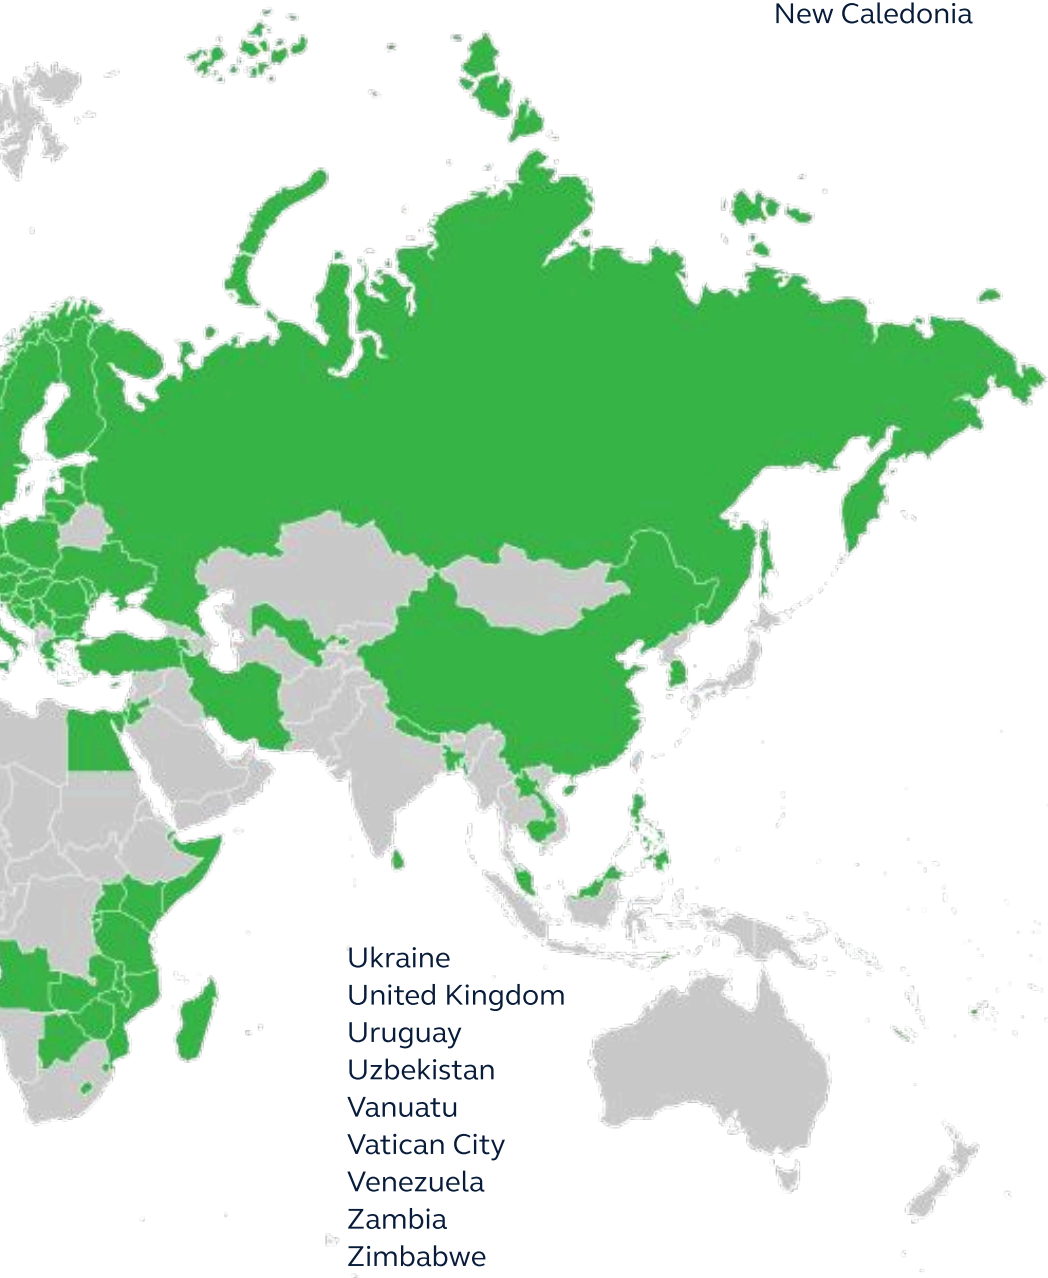 New Caledonia
Ukraine
United Kingdom
Uruguay
Uzbekistan
Vanuatu
Vatican City
Venezuela
Zambia
Zimbabwe